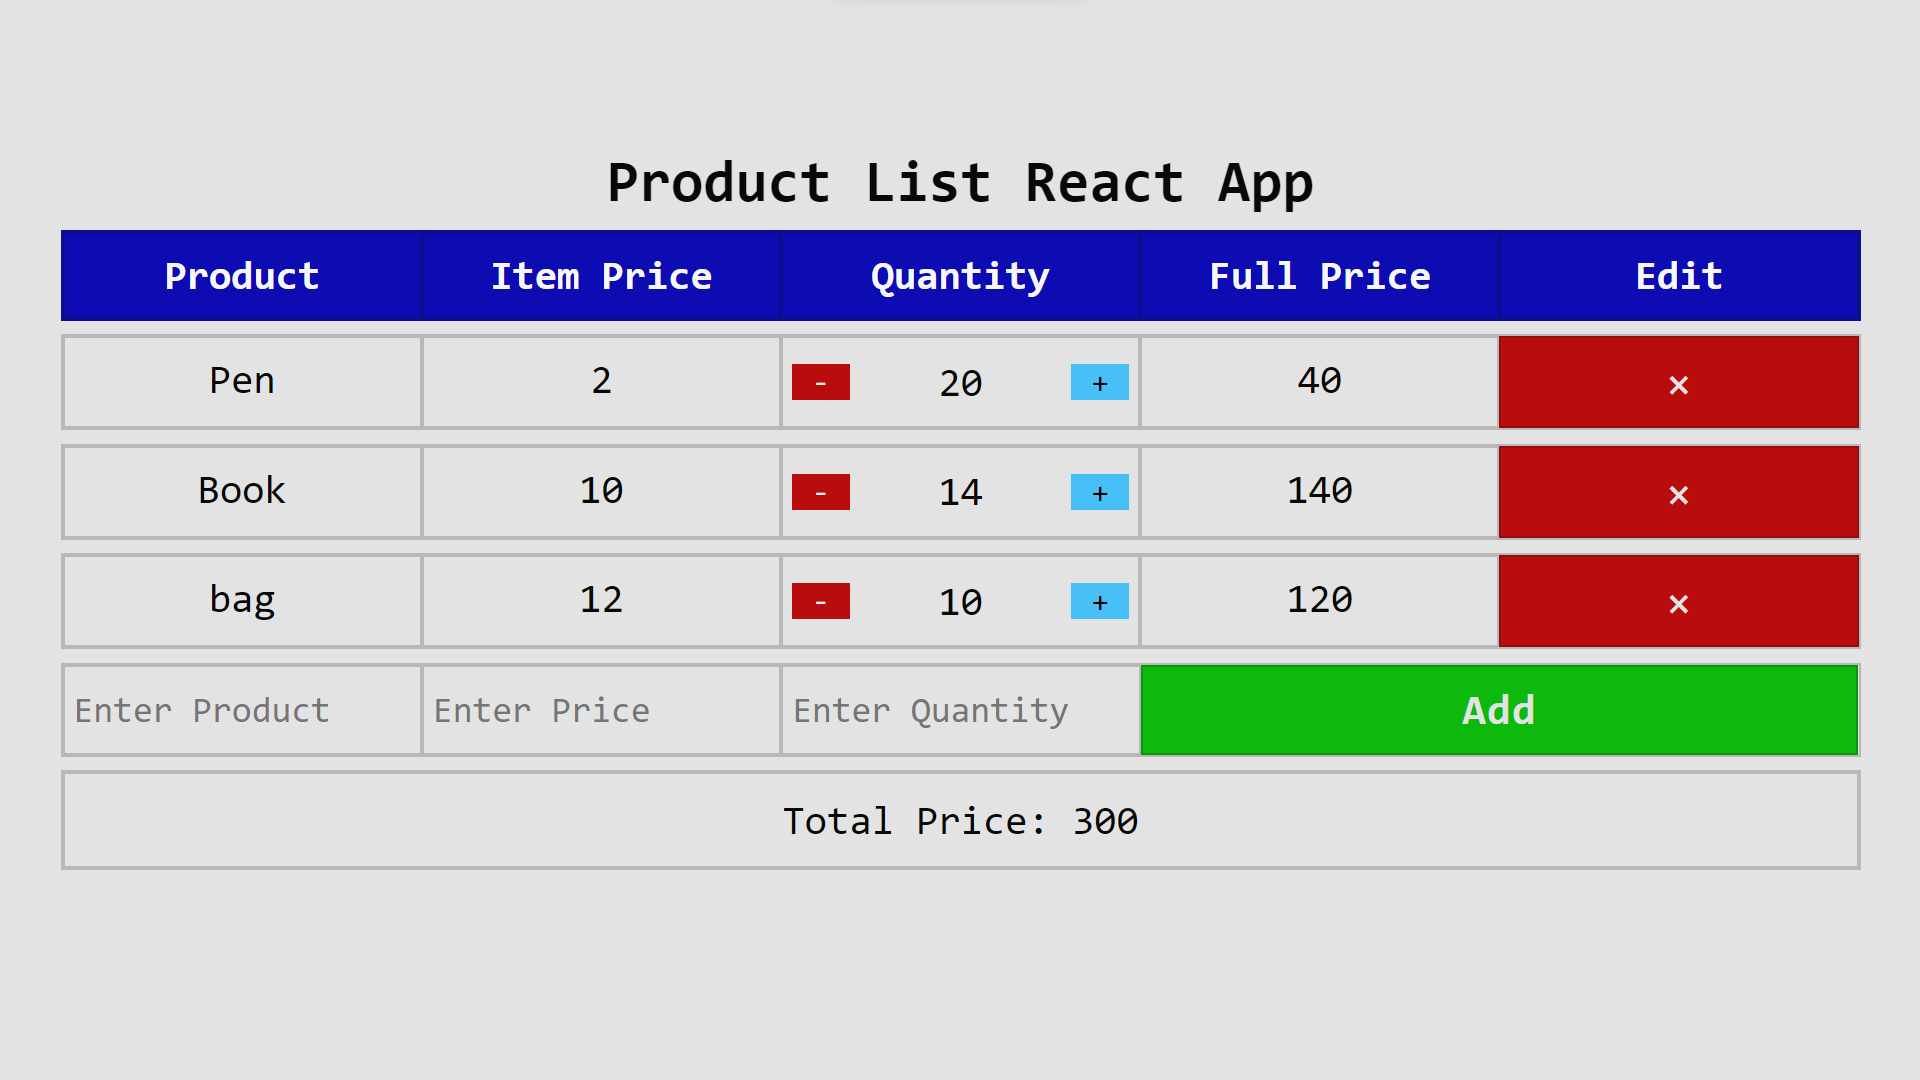 Product List React App
Product Item Price Quantity Full Price Edit
Pen 2 - 20 + 40 ×
Book 10 - 14 + 140 ×
bag 12 - 10 + 120 ×
Enter Product Enter Price Enter Quantity Add
Total Price: 300